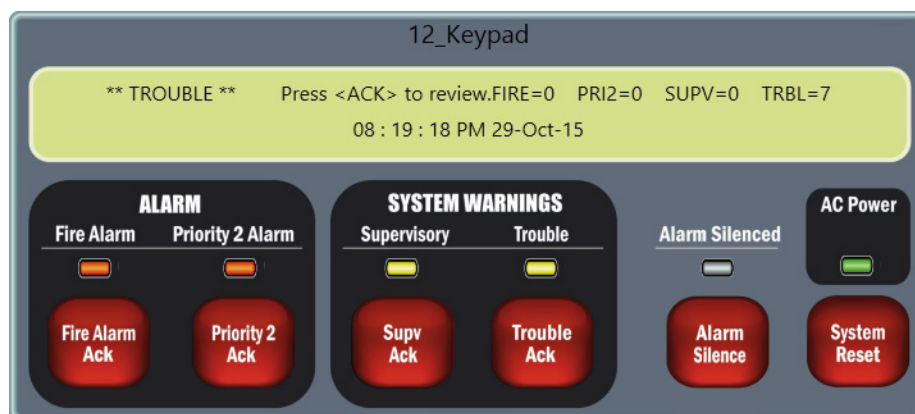 12_Keypad
** TROUBLE ** Press <ACK> to review.FIRE=0 PRI2=0 SUPV=0 TRBL=7
08 : 19 : 18 PM 29-Oct-15
ALARM
Fire Alarm Priority 2 Alarm
Fire Alarm
Ack
Priority 2
Ack
SYSTEM WARNINGS
Supervisory Trouble
Supv
Ack
Trouble
Ack
Alarm Silenced
Alarm
Silence
AC Power
System
Reset